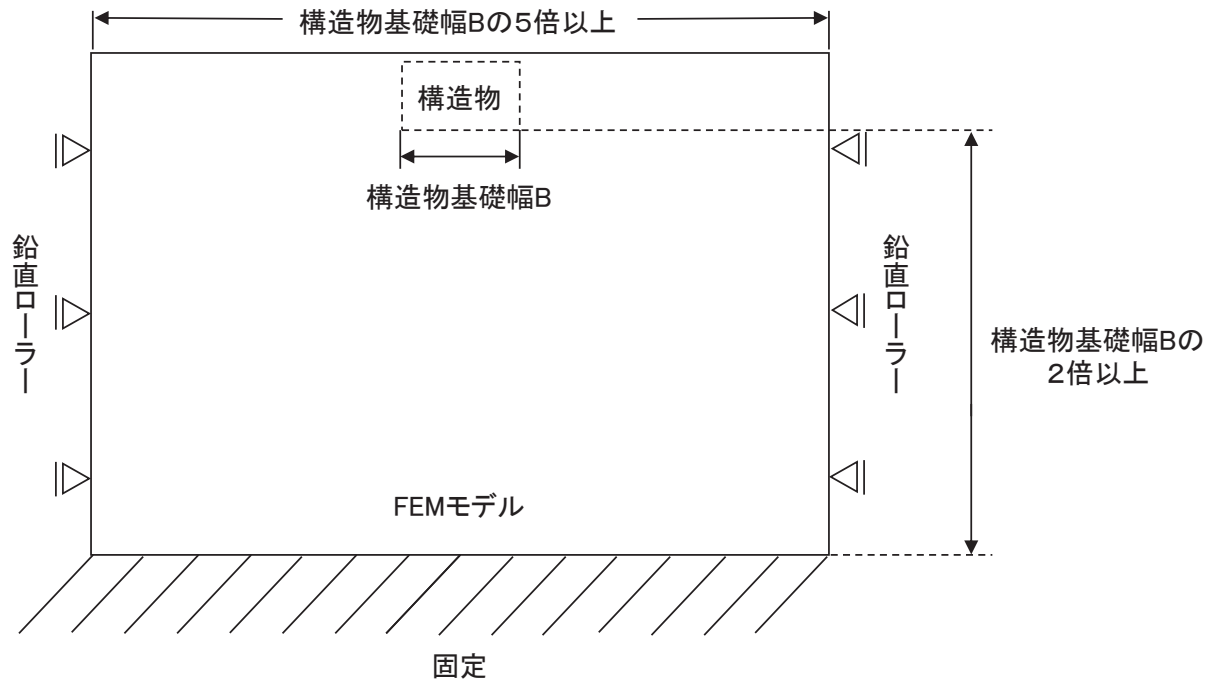 構造物基礎幅Bの5倍以上
構造物
構造物基礎幅B
鉛直ローラー
鉛直ローラー
構造物基礎幅Bの
2倍以上
FEMモデル
固定